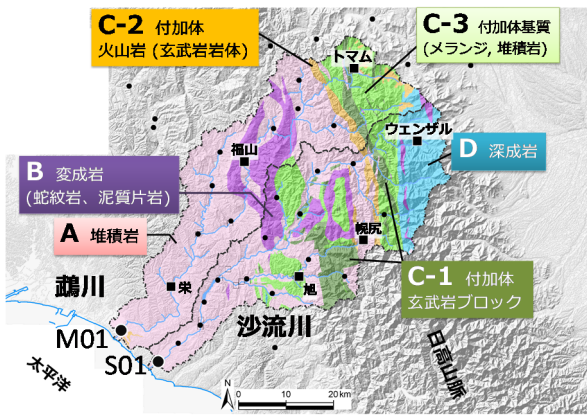 C-2 付加体
火山岩 (玄武岩岩体)
C-3 付加体基質
(メランジ, 堆積岩)
トマム
ウェンザル
D 深成岩
福山
B 変成岩
(蛇紋岩、泥質片岩)
A 堆積岩
幌尻
C-1 付加体
玄武岩ブロック
栄
旭
鵡川
沙流川
M01
S01
日高山脈
太平洋
N
0 10 20 km